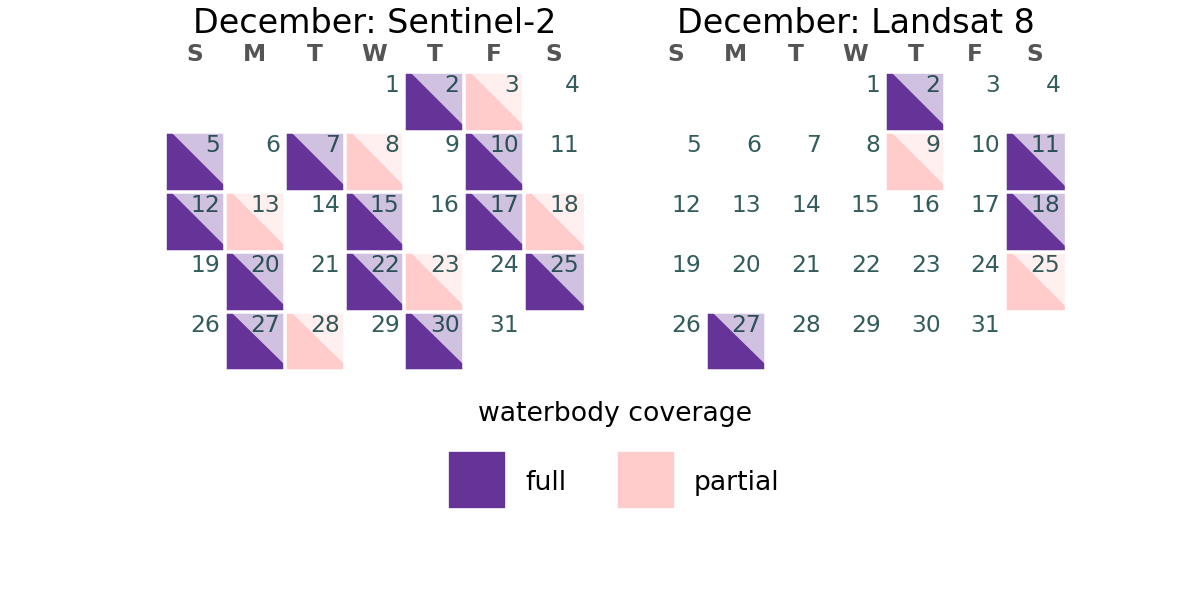 December: Sentinel-2
S M T W T F S
1 2 3 4
5 6 7 8 9 10 11
12 13 14 15 16 17 18
19 20 21 22 23 24 25
26 27 28 29 30 31
December: Landsat 8
S M T W T F S
1 2 3 4
5 6 7 8 9 10 11
12 13 14 15 16 17 18
19 20 21 22 23 24 25
26 27 28 29 30 31
waterbody coverage
full partial